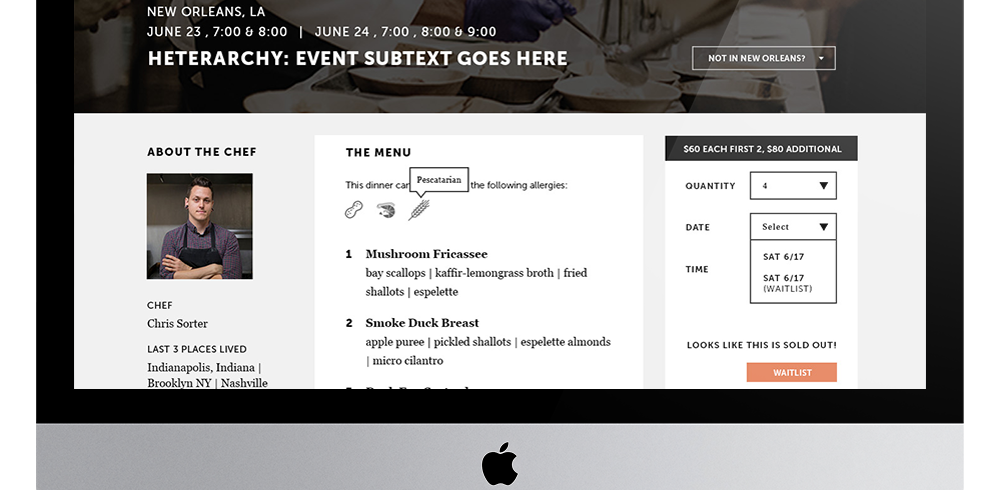 NEW ORLEANS, LA
JUNE 23 , 7:00 & 8:00 | JUNE 24 , 7:00 , 8:00 & 9:00
HETERARCHY: EVENT SUBTEXT GOES HERE
NOT IN NEW ORLEANS?
ABOUT THE CHEF
CHEF
Chris Sorter
LAST 3 PLACES LIVED
Indianapolis, Indiana |
Brooklyn NY | Nashville
THE MENU
Pescatarian
This dinner can the following allergies:
1 Mushroom Fricassee
bay scallops | kaffir-lemongrass broth | fried
shallots | espelette
2 Smoke Duck Breast
apple puree | pickled shallots | espelette almonds
| micro cilantro
$60 EACH FIRST 2, $80 ADDITIONAL
QUANTITY 4
DATE Select
SAT 6/17
TIME
SAT 6/17
(WAITLIST)
LOOKS LIKE THIS IS SOLD OUT!
WAITLIST